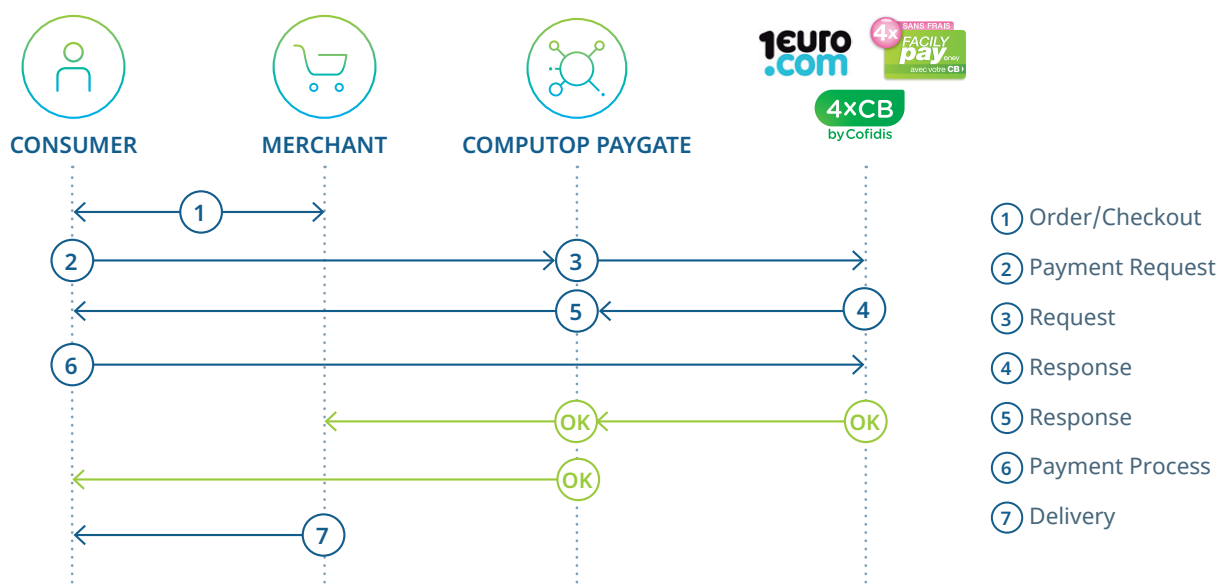 1euro
.com
4x
SANS FRAIS
FACILY
pay
oney
avec votre CB
4xCB
by Cofidis
CONSUMER
MERCHANT
COMPUTOP PAYGATE
1
2
3
5
4
6
OK
OK
OK
7
1 Order/Checkout
2 Payment Request
3 Request
4 Response
5 Response
6 Payment Process
7 Delivery